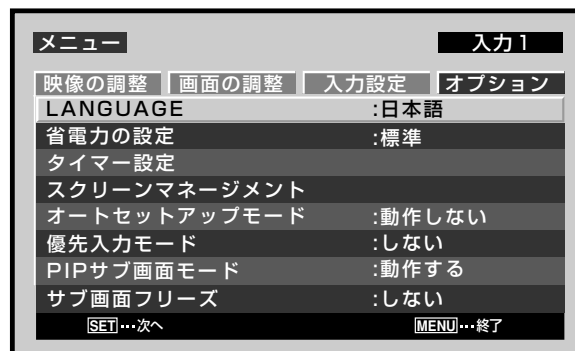 メニュー 入力1
映像の調整 画面の調整 入力設定 オプション
LANGUAGE :日本語
省電力の設定 :標準
タイマー設定
スクリーンマネージメント
オートセットアップモード :動作しない
優先入力モード :しない
PIPサブ画面モード :動作する
サブ画面フリーズ :しない
SET…次へ MENU…終了